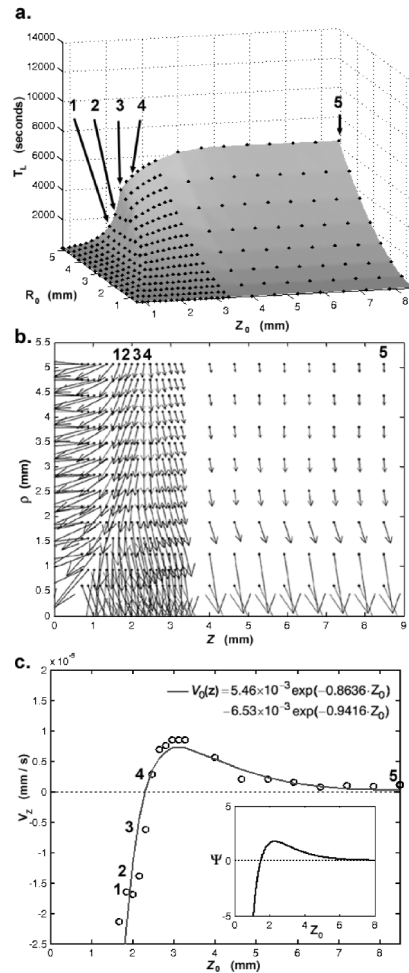 a.
14000
12000
10000
8000
6000
4000
2000
T_L (seconds)
1 2 3 4 5
5 4 3 2 1
R_0 (mm)
1 2 3 4 5 6 7 8
Z_0 (mm)
b.
5.5
5
4.5
4
3.5
3
2.5
2
1.5
1
0.5
0
ρ (mm)
1234 5
0 1 2 3 4 5 6 7 8 9
Z (mm)
c.
x 10^-5
2
1.5
1
0.5
0
-0.5
-1
-1.5
-2
-2.5
V_Z (mm / s)
V_0(z) = 5.46×10^-3 exp(-0.8636·Z_0)
-6.53×10^-3 exp(-0.9416·Z_0)
4
5
3
2
1
5
Ψ 0
-5
0 2 4 6 8
Z_0
0 1 2 3 4 5 6 7 8
Z_0 (mm)